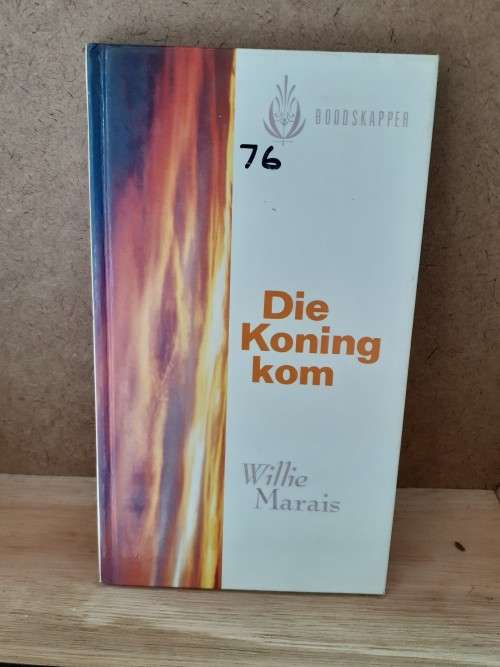 BOODSKAPPER
76
Die
Koning
kom
Willie
Marais